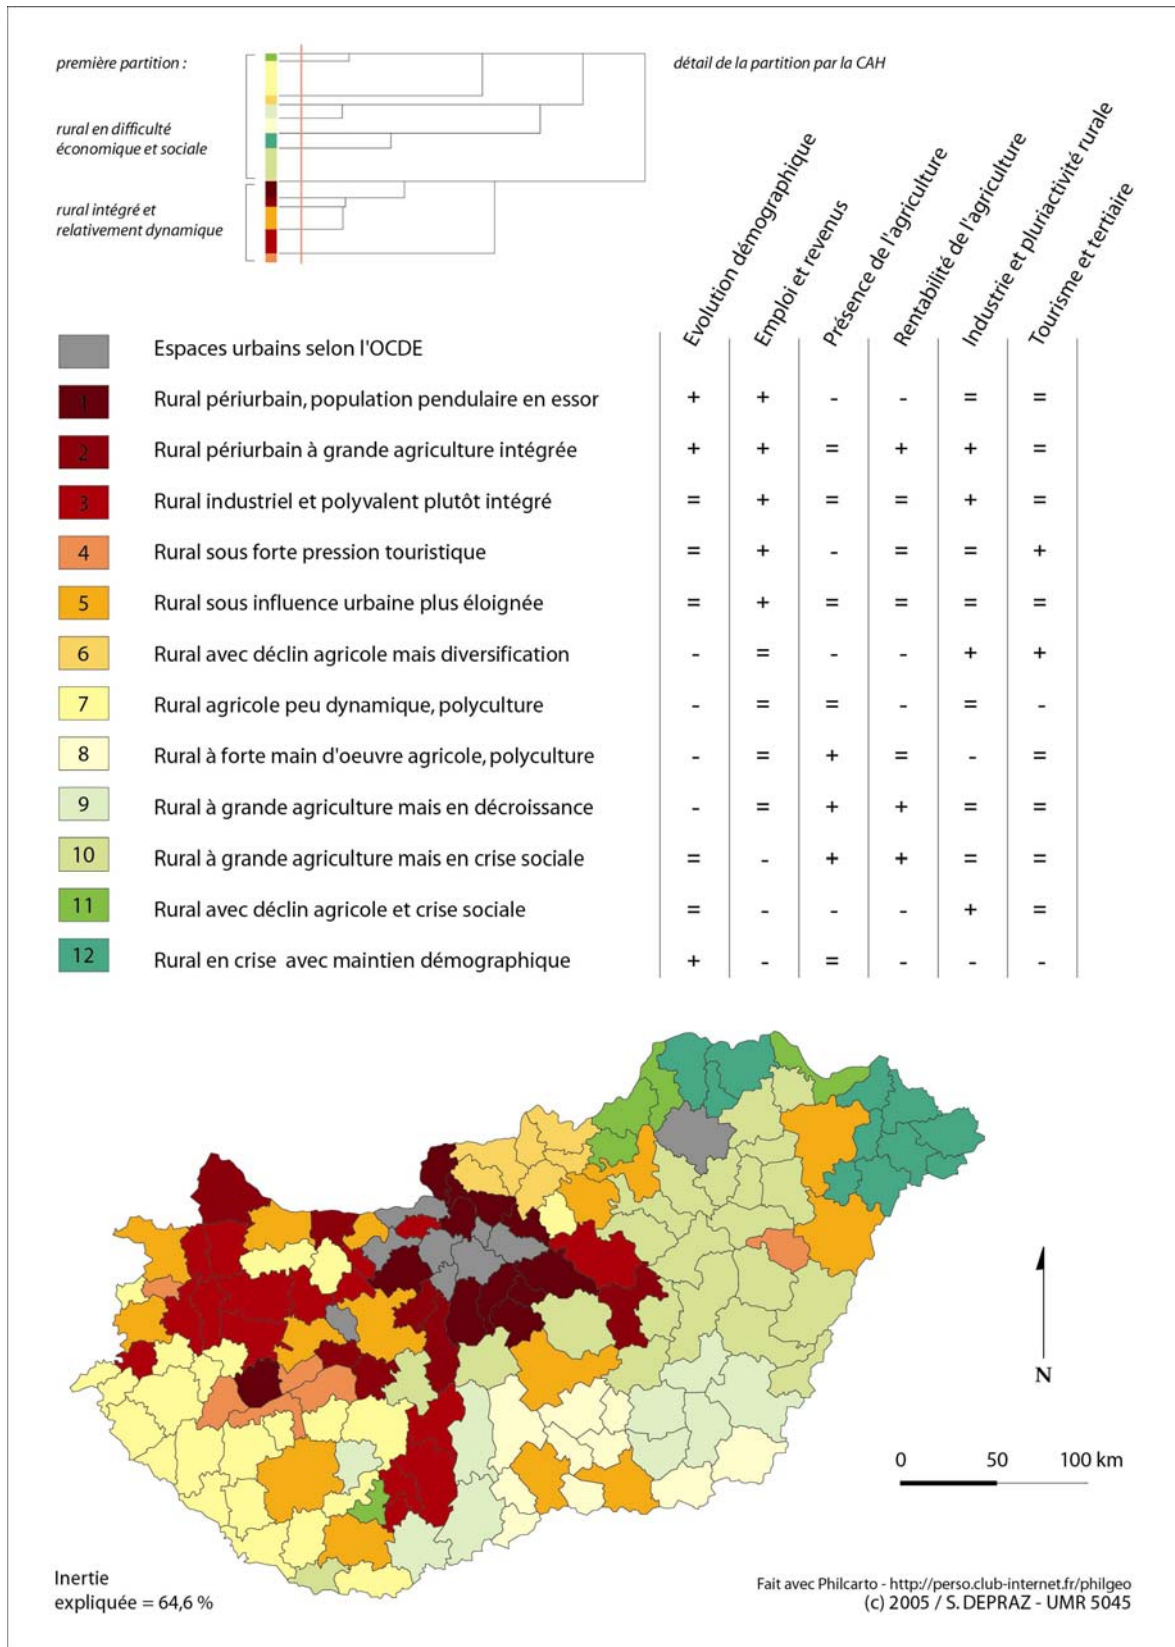 première partition :
détail de la partition par la CAH
rural en difficulté
économique et sociale
rural intégré et
relativement dynamique
Evolution démographique
Emploi et revenus
Présence de l'agriculture
Rentabilité de l'agriculture
Industrie et pluriactivité rurale
Tourisme et tertiaire
Espaces urbains selon l'OCDE
1 Rural périurbain, population pendulaire en essor + + - - = =
2 Rural périurbain à grande agriculture intégrée + + = + + =
3 Rural industriel et polyvalent plutôt intégré = + = = + =
4 Rural sous forte pression touristique = + - = = +
5 Rural sous influence urbaine plus éloignée = + = = = =
6 Rural avec déclin agricole mais diversification - = - - + +
7 Rural agricole peu dynamique, polyculture - = = - = -
8 Rural à forte main d'oeuvre agricole, polyculture - = + = - =
9 Rural à grande agriculture mais en décroissance - = + + = =
10 Rural à grande agriculture mais en crise sociale = - + + = =
11 Rural avec déclin agricole et crise sociale = - - - + =
12 Rural en crise avec maintien démographique + - = - - -
N
0 50 100 km
Inertie
expliquée = 64,6 %
Fait avec Philcarto - http://perso.club-internet.fr/philgeo
(c) 2005 / S. DEPRAZ - UMR 5045